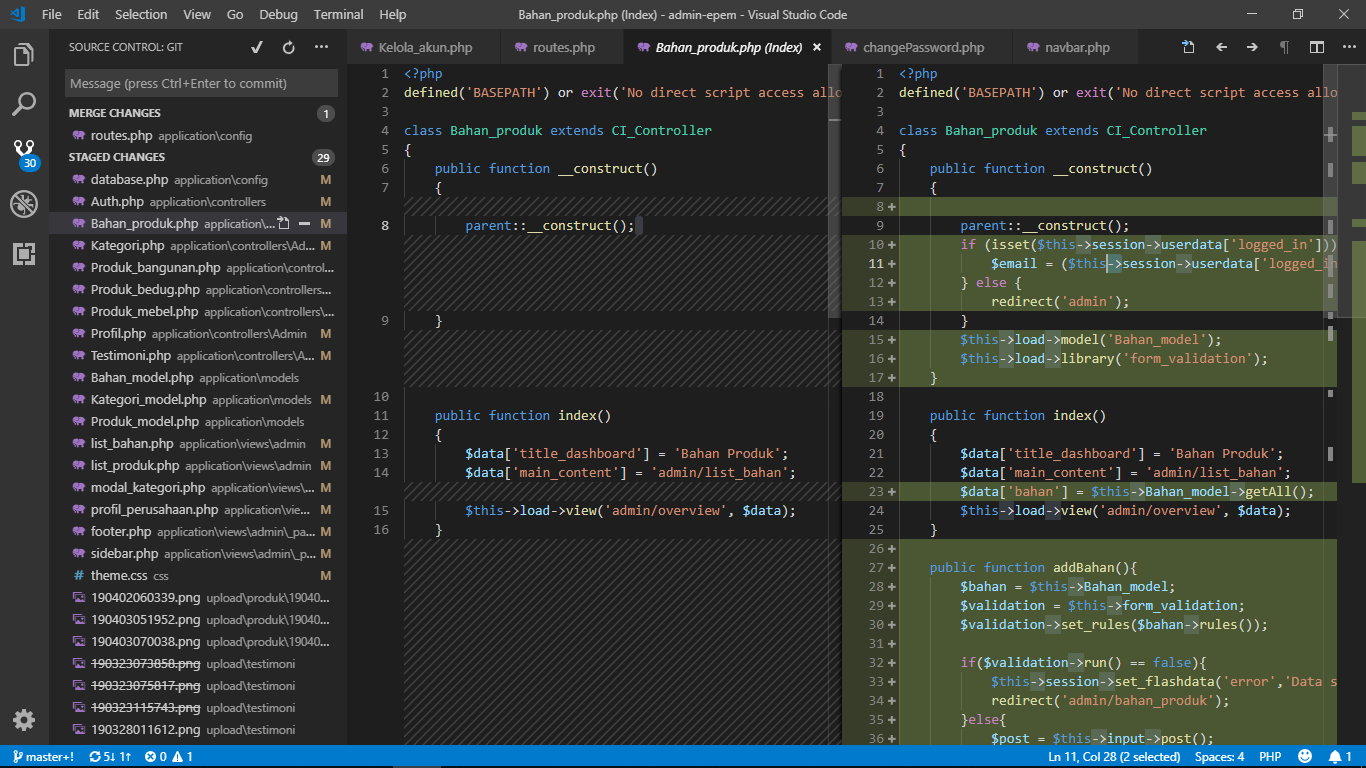 File Edit Selection View Go Debug Terminal Help
Bahan_produk.php (Index) - admin-epem - Visual Studio Code
SOURCE CONTROL: GIT
Message (press Ctrl+Enter to commit)
MERGE CHANGES 1
routes.php application\config
STAGED CHANGES 29
database.php application\config M
Auth.php application\controllers M
Bahan_produk.php application\... M
Kategori.php application\controllers\Ad... M
Produk_bangunan.php application\control...
Produk_bedug.php application\controllers...
Produk_mebel.php application\controllers\...
Profil.php application\controllers\Admin M
Testimoni.php application\controllers\A... M
Bahan_model.php application\models
Kategori_model.php application\models M
Produk_model.php application\models
list_bahan.php application\views\admin M
list_produk.php application\views\admin M
modal_kategori.php application\views\... M
profil_perusahaan.php application\vie... M
footer.php application\views\admin\_pa... M
sidebar.php application\views\admin\_p... M
# theme.css css M
190402060339.png upload\produk\19040...
190403051952.png upload\produk\19040...
190403070038.png upload\produk\19040...
190323073858.png upload\testimoni
190323075817.png upload\testimoni
190323115743.png upload\testimoni
190328011612.png upload\testimoni
30
Kelola_akun.php routes.php Bahan_produk.php (Index) × changePassword.php navbar.php
1 <?php
2 defined('BASEPATH') or exit('No direct script access allo
3
4 class Bahan_produk extends CI_Controller
5 {
6 public function __construct()
7 {
8 parent::__construct();
9 }
10
11 public function index()
12 {
13 $data['title_dashboard'] = 'Bahan Produk';
14 $data['main_content'] = 'admin/list_bahan';
15 $this->load->view('admin/overview', $data);
16 }
1 <?php
2 defined('BASEPATH') or exit('No direct script access allo
3
4 class Bahan_produk extends CI_Controller
5 {
6 public function __construct()
7 {
8 +
9 parent::__construct();
10 + if (isset($this->session->userdata['logged_in']))
11 + $email = ($this->session->userdata['logged_in
12 + } else {
13 + redirect('admin');
14 }
15 + $this->load->model('Bahan_model');
16 + $this->load->library('form_validation');
17 + }
18
19 public function index()
20 {
21 $data['title_dashboard'] = 'Bahan Produk';
22 $data['main_content'] = 'admin/list_bahan';
23 + $data['bahan'] = $this->Bahan_model->getAll();
24 $this->load->view('admin/overview', $data);
25 }
26 +
27 + public function addBahan(){
28 + $bahan = $this->Bahan_model;
29 + $validation = $this->form_validation;
30 + $validation->set_rules($bahan->rules());
31 +
32 + if($validation->run() == false){
33 + $this->session->set_flashdata('error','Data s
34 + redirect('admin/bahan_produk');
35 + }else{
36 + $post = $this->input->post();
master+! 5↓ 1↑ 0 1 Ln 11, Col 28 (2 selected) Spaces: 4 PHP 1